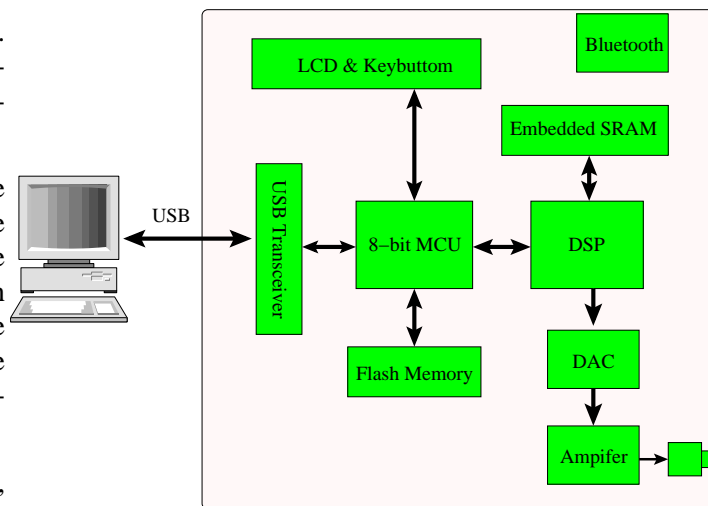 Bluetooth
LCD & Keybuttom
Embedded SRAM
USB
USB Transceiver
8−bit MCU
DSP
Flash Memory
DAC
Ampifer